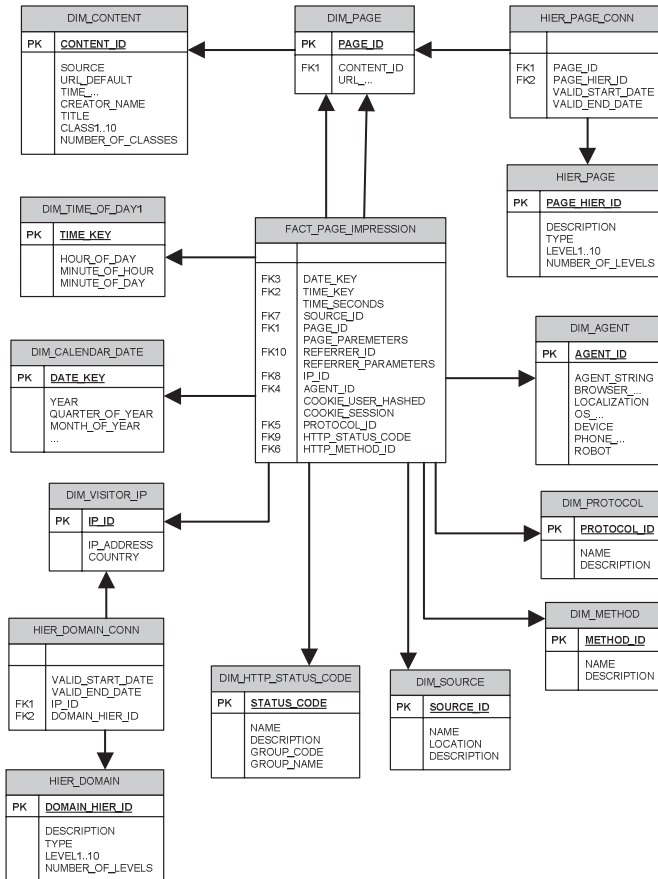 DIM_CONTENT
PK CONTENT_ID
SOURCE
URL_DEFAULT
TIME_...
CREATOR_NAME
TITLE
CLASS1..10
NUMBER_OF_CLASSES
DIM_PAGE
PK PAGE_ID
FK1 CONTENT_ID
URL_...
HIER_PAGE_CONN
FK1 PAGE_ID
FK2 PAGE_HIER_ID
VALID_START_DATE
VALID_END_DATE
HIER_PAGE
PK PAGE_HIER_ID
DESCRIPTION
TYPE
LEVEL1..10
NUMBER_OF_LEVELS
DIM_TIME_OF_DAY1
PK TIME_KEY
HOUR_OF_DAY
MINUTE_OF_HOUR
MINUTE_OF_DAY
FACT_PAGE_IMPRESSION
FK3 DATE_KEY
FK2 TIME_KEY
TIME_SECONDS
FK7 SOURCE_ID
FK1 PAGE_ID
PAGE_PAREMETERS
FK10 REFERRER_ID
REFERRER_PARAMETERS
FK8 IP_ID
FK4 AGENT_ID
COOKIE_USER_HASHED
COOKIE_SESSION
FK5 PROTOCOL_ID
FK9 HTTP_STATUS_CODE
FK6 HTTP_METHOD_ID
DIM_AGENT
PK AGENT_ID
AGENT_STRING
BROWSER_...
LOCALIZATION
OS_...
DEVICE
PHONE_...
ROBOT
DIM_CALENDAR_DATE
PK DATE_KEY
YEAR
QUARTER_OF_YEAR
MONTH_OF_YEAR
...
DIM_VISITOR_IP
PK IP_ID
IP_ADDRESS
COUNTRY
DIM_PROTOCOL
PK PROTOCOL_ID
NAME
DESCRIPTION
HIER_DOMAIN_CONN
VALID_START_DATE
VALID_END_DATE
FK1 IP_ID
FK2 DOMAIN_HIER_ID
DIM_METHOD
PK METHOD_ID
NAME
DESCRIPTION
DIM_HTTP_STATUS_CODE
PK STATUS_CODE
NAME
DESCRIPTION
GROUP_CODE
GROUP_NAME
DIM_SOURCE
PK SOURCE_ID
NAME
LOCATION
DESCRIPTION
HIER_DOMAIN
PK DOMAIN_HIER_ID
DESCRIPTION
TYPE
LEVEL1..10
NUMBER_OF_LEVELS